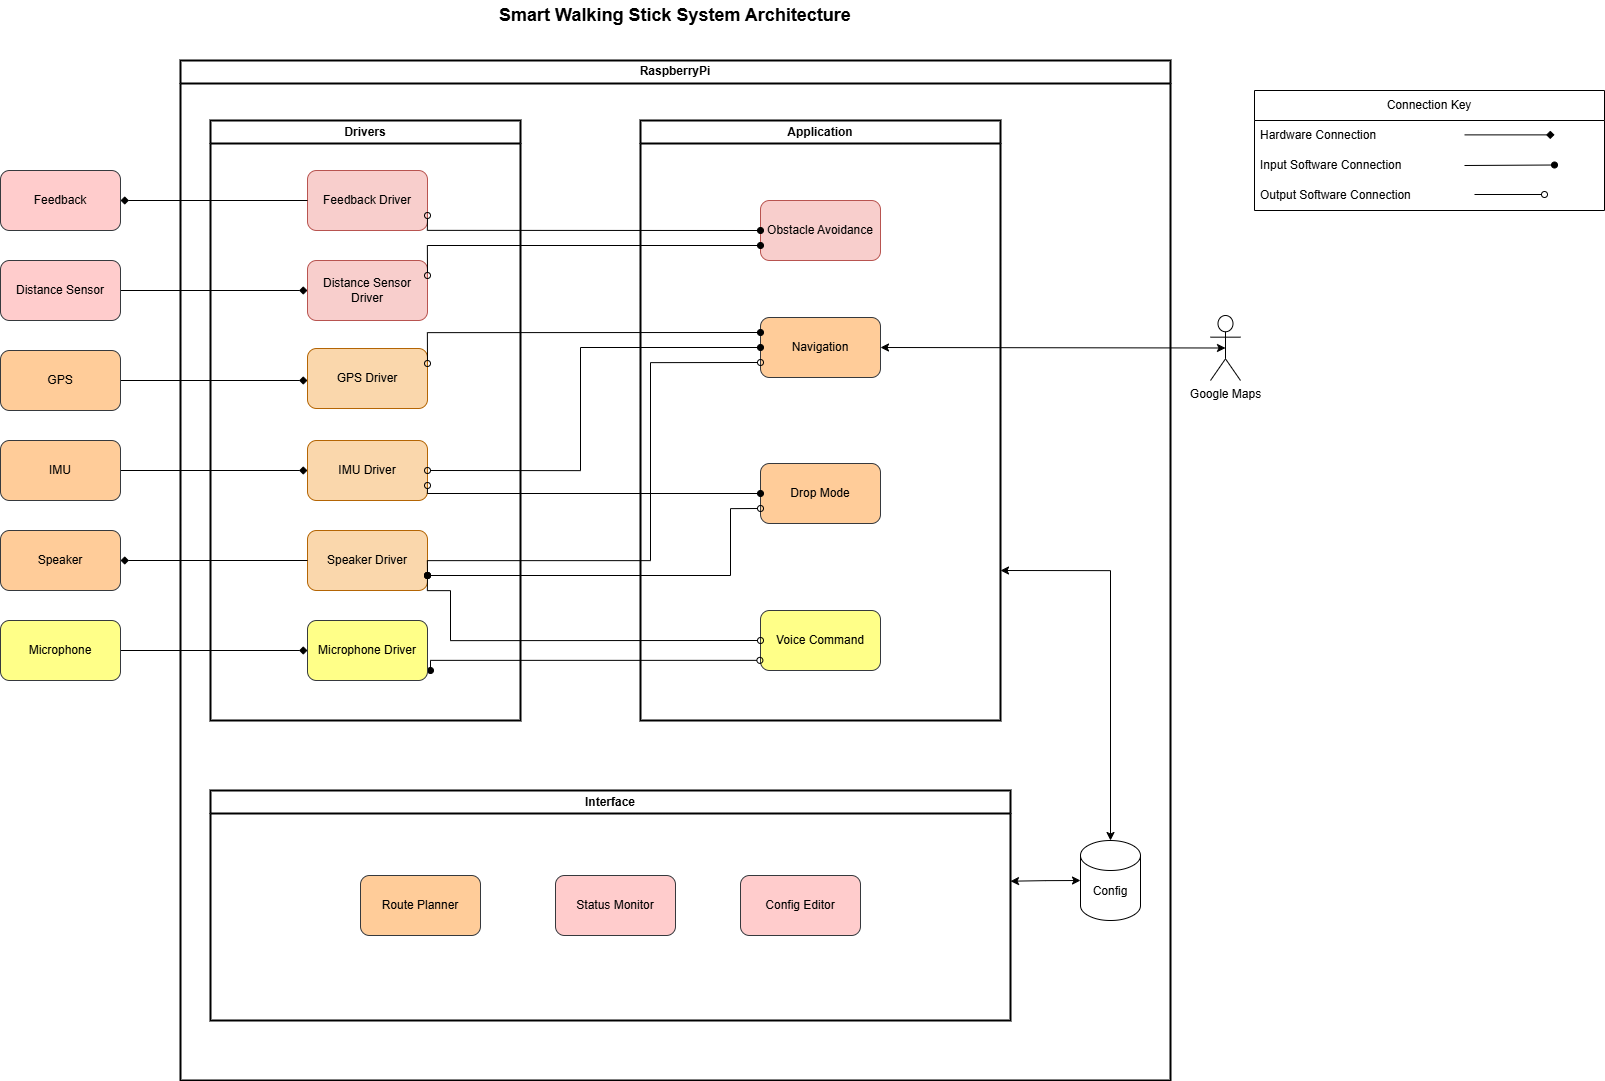 Smart Walking Stick System Architecture
RaspberryPi
Connection Key
Hardware Connection
Input Software Connection
Output Software Connection
Drivers
Application
Feedback
Feedback Driver
Obstacle Avoidance
Distance Sensor
Distance Sensor
Driver
GPS
GPS Driver
Navigation
Google Maps
IMU
IMU Driver
Drop Mode
Speaker
Speaker Driver
Microphone
Microphone Driver
Voice Command
Interface
Route Planner
Status Monitor
Config Editor
Config